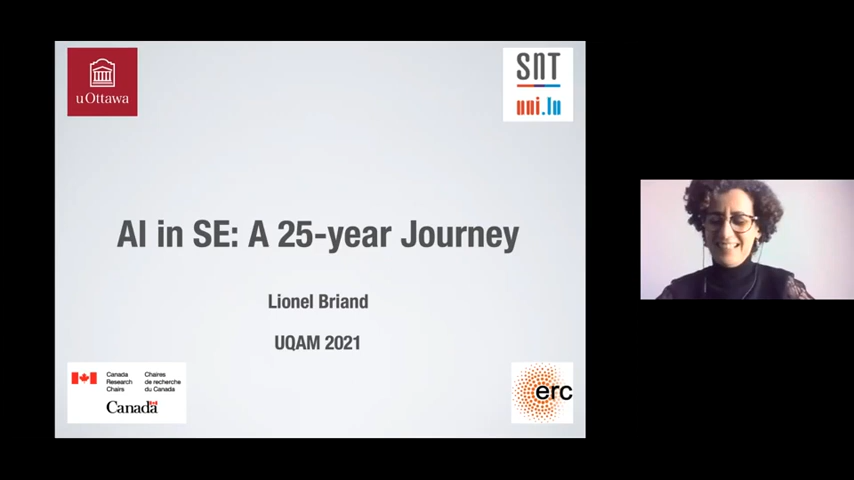 uOttawa
SnT
uni.lu
AI in SE: A 25-year Journey
Lionel Briand
UQAM 2021
Canada
Research
Chairs
Chaires
de recherche
du Canada
Canada
erc